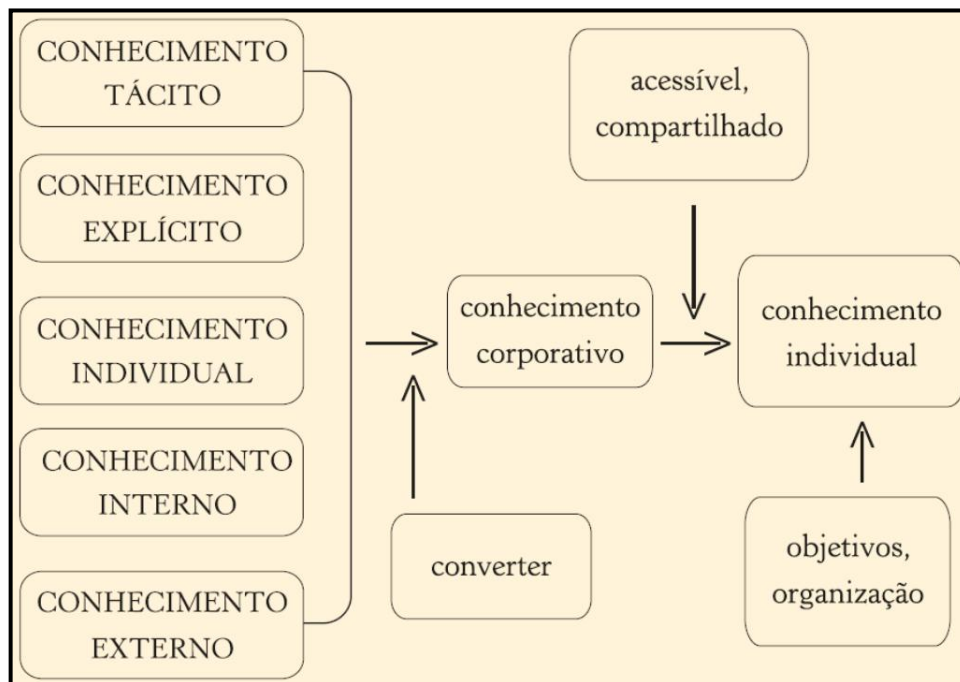 CONHECIMENTO
TÁCITO
CONHECIMENTO
EXPLÍCITO
CONHECIMENTO
INDIVIDUAL
CONHECIMENTO
INTERNO
CONHECIMENTO
EXTERNO
converter
conhecimento
corporativo
acessível,
compartilhado
conhecimento
individual
objetivos,
organização